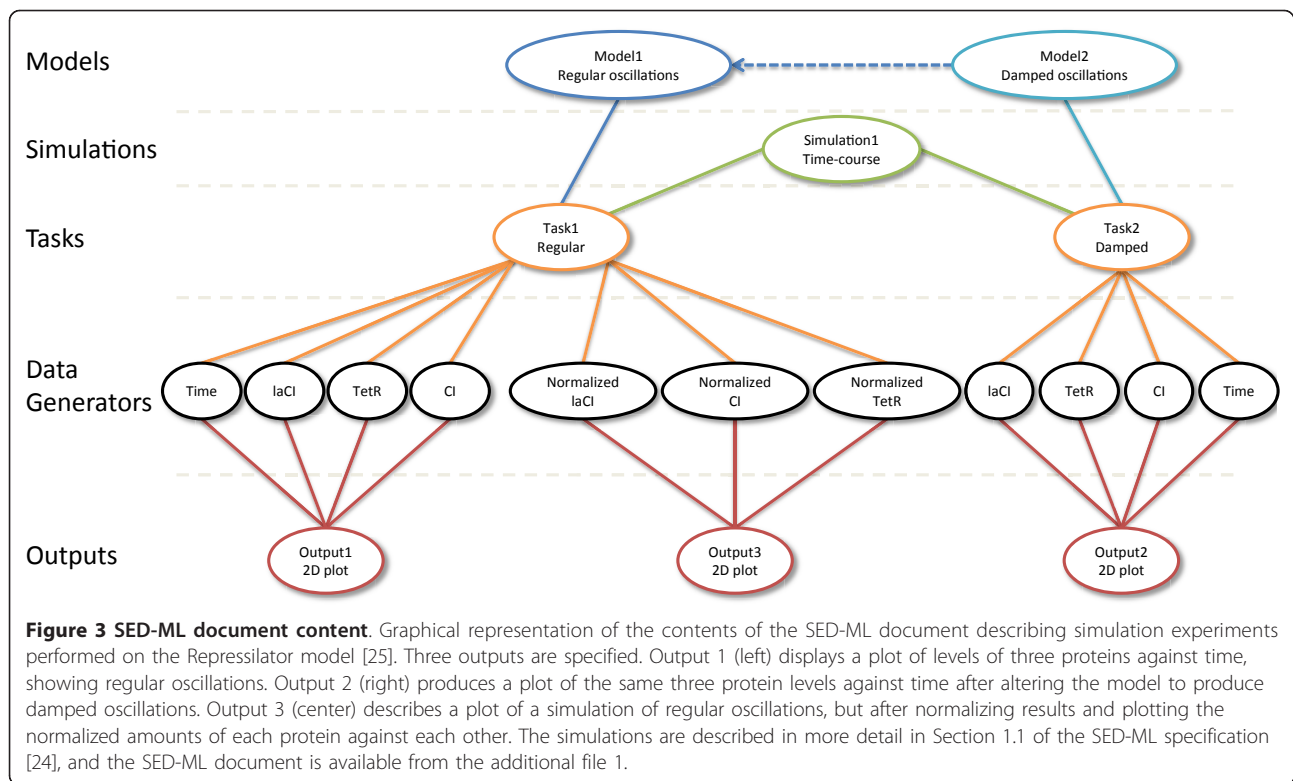 Models
Model1
Regular oscillations
Model2
Damped oscillations
Simulations
Simulation1
Time-course
Tasks
Task1
Regular
Task2
Damped
Data
Generators
Time
laCI
TetR
CI
Normalized
laCI
Normalized
CI
Normalized
TetR
laCI
TetR
CI
Time
Outputs
Output1
2D plot
Output3
2D plot
Output2
2D plot
Figure 3 SED-ML document content. Graphical representation of the contents of the SED-ML document describing simulation experiments
performed on the Repressilator model [25]. Three outputs are specified. Output 1 (left) displays a plot of levels of three proteins against time,
showing regular oscillations. Output 2 (right) produces a plot of the same three protein levels against time after altering the model to produce
damped oscillations. Output 3 (center) describes a plot of a simulation of regular oscillations, but after normalizing results and plotting the
normalized amounts of each protein against each other. The simulations are described in more detail in Section 1.1 of the SED-ML specification
[24], and the SED-ML document is available from the additional file 1.